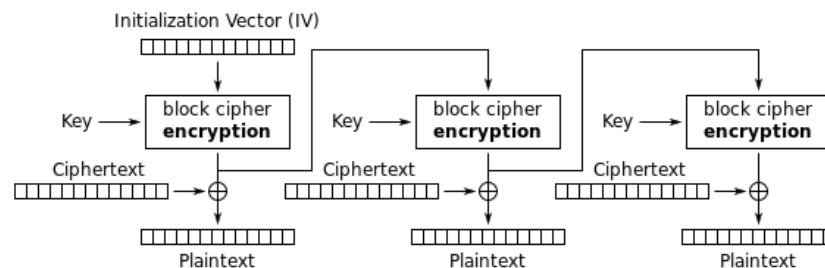 Initialization Vector (IV)
Key
block cipher
encryption
Key
block cipher
encryption
Key
block cipher
encryption
Ciphertext
Ciphertext
Ciphertext
Plaintext
Plaintext
Plaintext